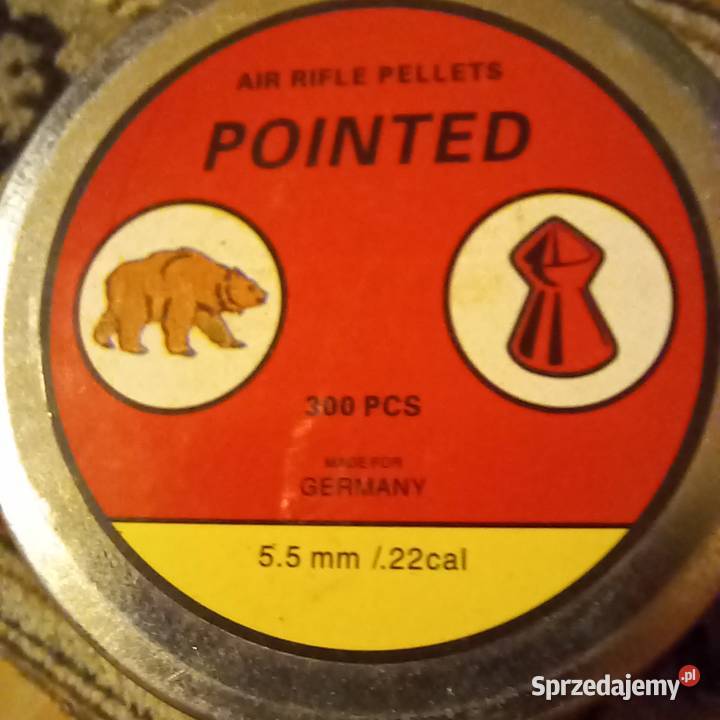 AIR RIFLE PELLETS
POINTED
300 PCS
MADE FOR
GERMANY
5.5 mm /.22cal
Sprzedajemy.pl